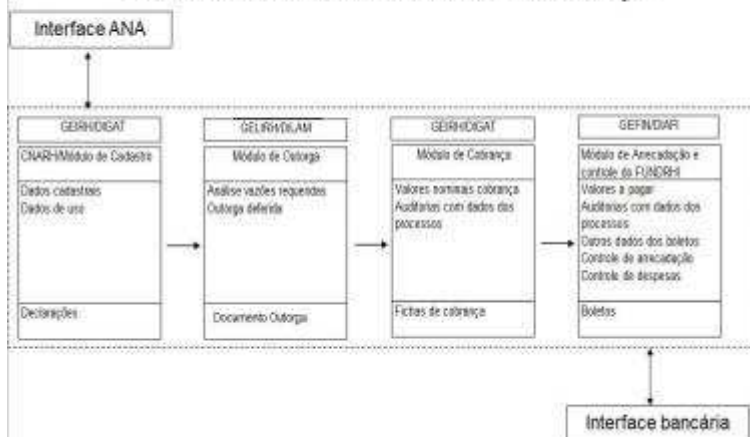 Interface ANA
GEIRH/DIGAT
CNARH/Módulo de Cadastro
Dados cadastrais
Dados de uso
Declarações
GELIRH/DILAM
Módulo de Outorga
Análise vazões requeridas
Outorga deferida
Documento Outorga
GEIRH/DIGAT
Módulo de Cobrança
Valores nominais cobrança
Auditorias com dados dos
processos
Fichas de cobrança
GEFIN/DIAFI
Módulo de Arrecadação e
controle do FUNDRHI
Valores a pagar
Auditorias com dados dos
processos
Outros dados dos boletos
Controle de arrecadação
Controle de despesas
Boletos
Interface bancária